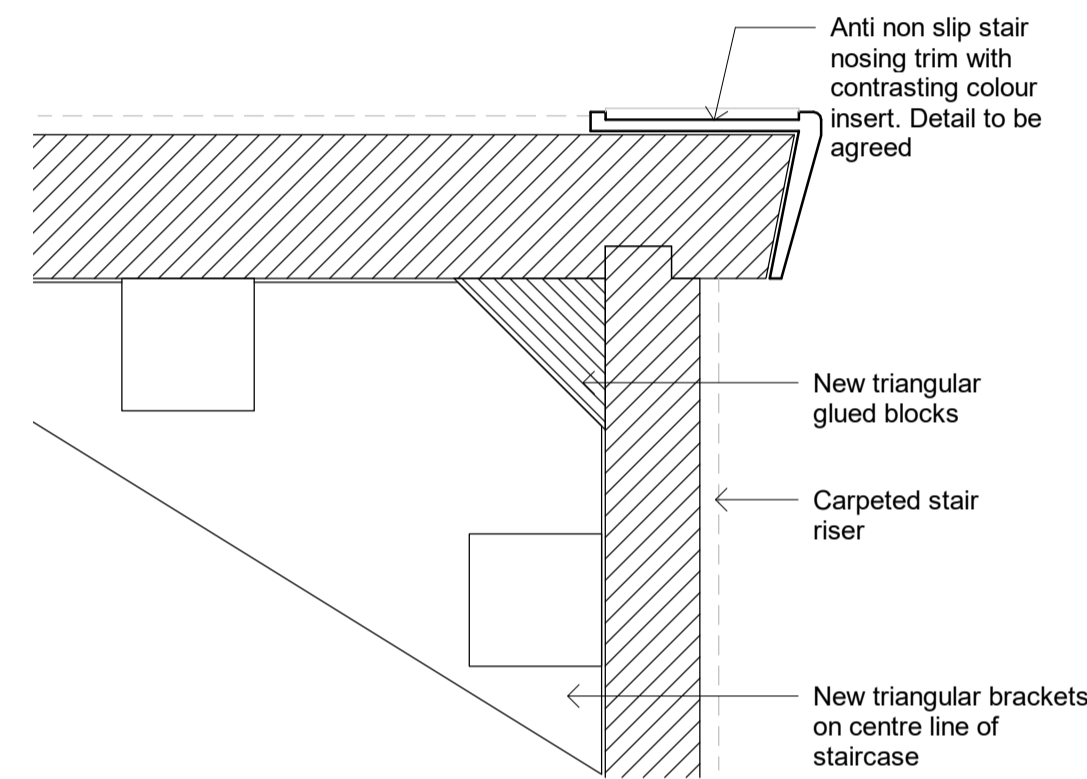 Anti non slip stair
nosing trim with
contrasting colour
insert. Detail to be
agreed
New triangular
glued blocks
Carpeted stair
riser
New triangular brackets
on centre line of
staircase